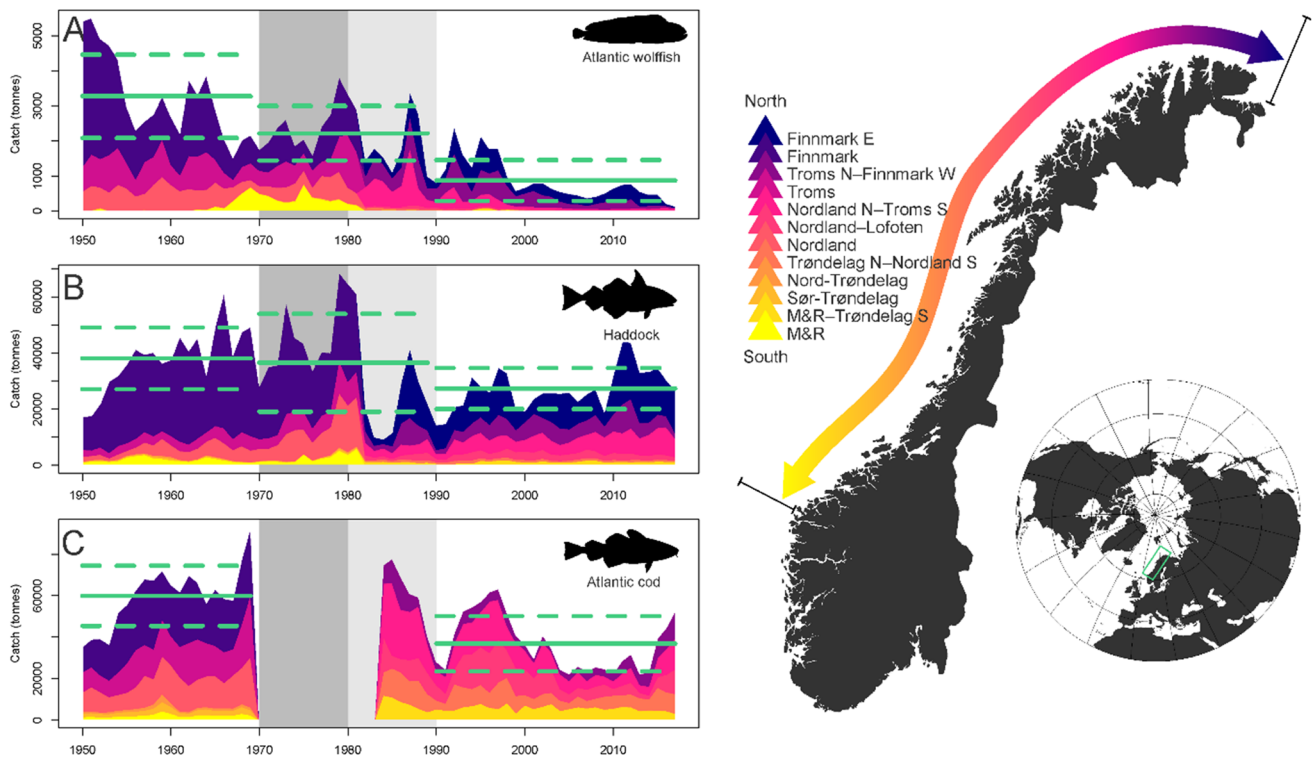 A
Atlantic wolffish
Catch (tonnes)
5000
3000
1000
0
1950 1960 1970 1980 1990 2000 2010
B
Haddock
Catch (tonnes)
60000
40000
20000
0
1950 1960 1970 1980 1990 2000 2010
C
Atlantic cod
Catch (tonnes)
60000
20000
0
1950 1960 1970 1980 1990 2000 2010
North
Finnmark E
Finnmark
Troms N–Finnmark W
Troms
Nordland N–Troms S
Nordland–Lofoten
Nordland
Trøndelag N–Nordland S
Nord-Trøndelag
Sør-Trøndelag
M&R–Trøndelag S
M&R
South